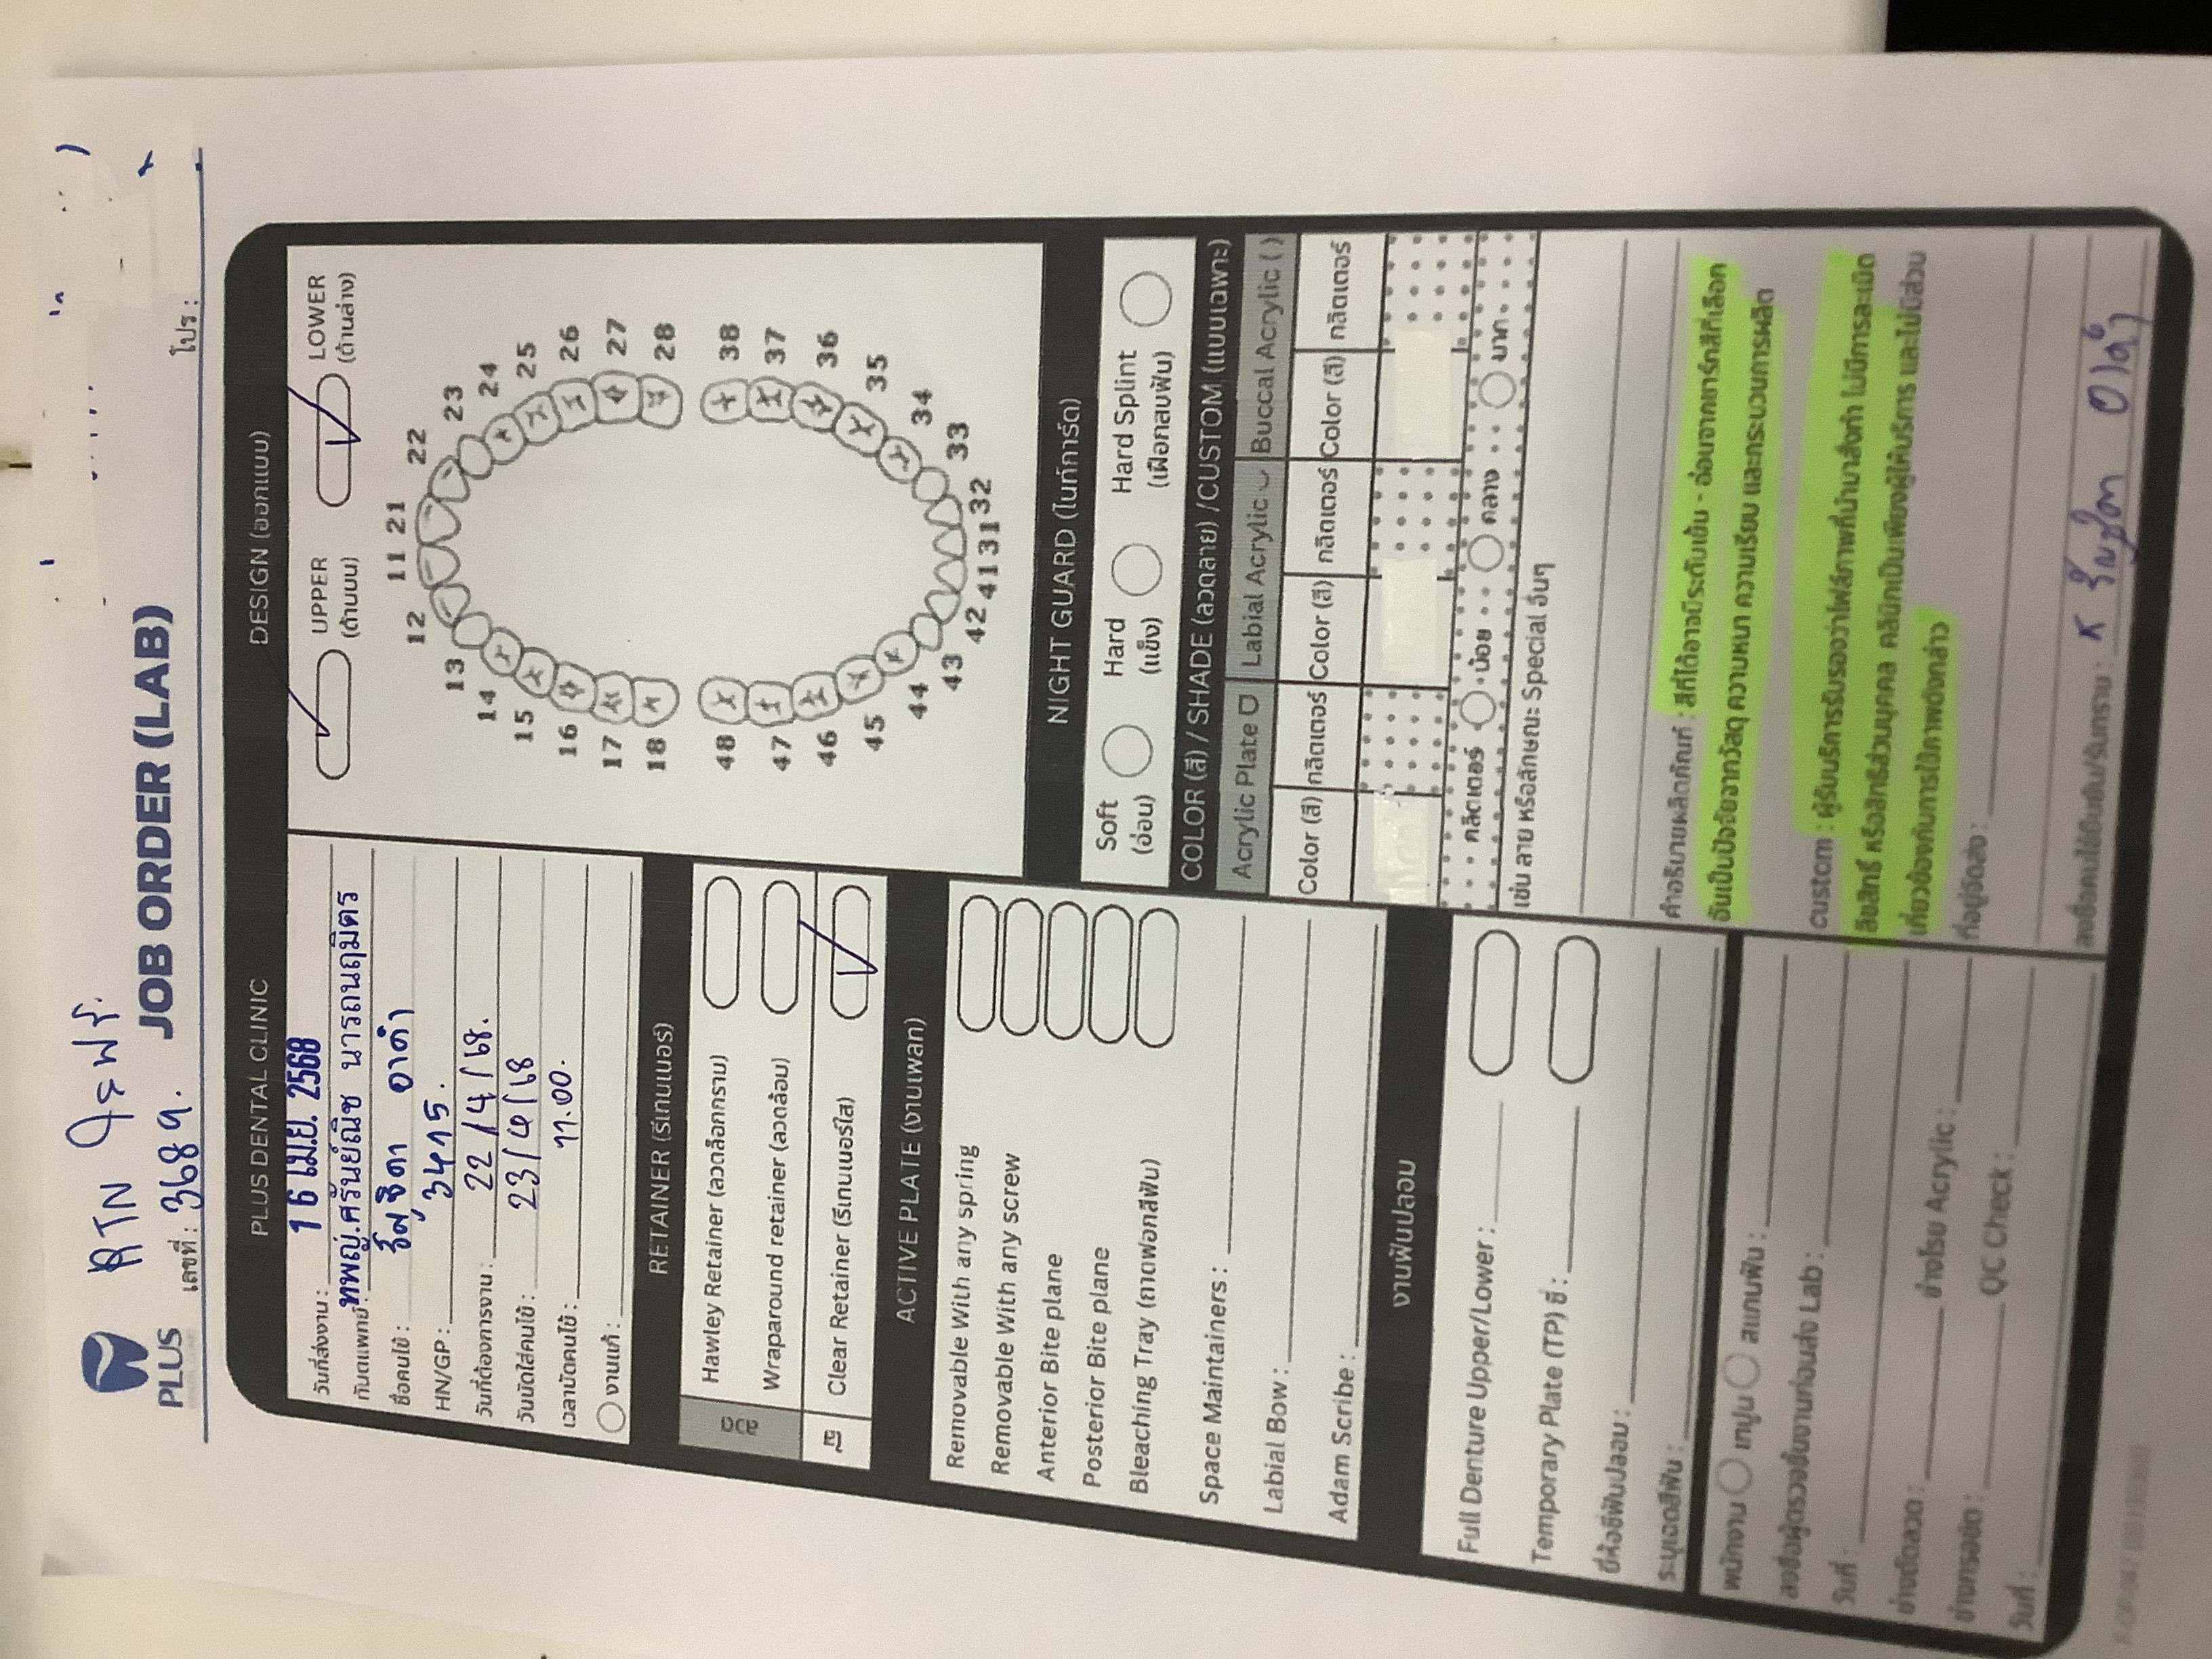 RTN ใสฟรี.
PLUS
JOB ORDER (LAB)
เลขที่ : 3689.
โปร :
PLUS DENTAL CLINIC
วันที่ส่งงาน : 16 เม.ย. 2568
ทันตแพทย์ : ทพญ.ศรันย์ณิช นารถนฤมิตร
ชื่อคนไข้ : ธัญชิดา อาคำ
HN/GP : 3415.
วันที่ต้องการงาน : 22/4/68.
วันนัดใส่คนไข้ : 23/4/68
เวลานัดคนไข้ : 11.00.
งานแก้ :
RETAINER (รีเทนเนอร์)
ลวด
Hawley Retainer (ลวดล็อกกราม)
Wraparound retainer (ลวดล้อม)
ใส
Clear Retainer (รีเทนเนอร์ใส)
ACTIVE PLATE (งานเพลท)
Removable With any spring
Removable With any screw
Anterior Bite plane
Posterior Bite plane
Bleaching Tray (ถาดฟอกสีฟัน)
Space Maintainers :
Labial Bow :
Adam Scribe :
งานฟันปลอม
Full Denture Upper/Lower :
Temporary Plate (TP) ซี่ :
ยี่ห้อซี่ฟันปลอม :
ระบุเฉดสีฟัน :
พนักงาน เทปูน สแกนฟัน :
ลงชื่อผู้ตรวจชิ้นงานก่อนส่ง Lab :
วันที่ :
ช่างดัดลวด : ช่างโรย Acrylic :
ช่างกรอขัด : QC Check :
วันที่ :
DESIGN (ออกแบบ)
UPPER
(ด้านบน)
LOWER
(ด้านล่าง)
11 21
12 22
13 23
14 24
15 25
16 26
17 27
18 28
48 38
47 37
46 36
45 35
44 34
43 33
42 41 31 32
NIGHT GUARD (ไนท์การ์ด)
Soft
(อ่อน)
Hard
(แข็ง)
Hard Splint
(เฝือกสบฟัน)
COLOR (สี) / SHADE (ลวดลาย) /CUSTOM (แบบเฉพาะ)
Acrylic Plate Labial Acrylic Buccal Acrylic ( )
Color (สี) กลิตเตอร์ Color (สี) กลิตเตอร์ Color (สี) กลิตเตอร์
กลิตเตอร์ น้อย กลาง มาก
เช่น ลาย หรือลักษณะ Special อื่นๆ
คำอธิบายผลิตภัณฑ์ : สีที่ได้อาจมีระดับเข้ม - อ่อนจากชาร์ทสีที่เลือก
อันเป็นปัจจัยจากวัสดุ ความหนา ความเรียบ และกระบวนการผลิต
custom : ผู้รับบริการรับรองว่าไฟล์ภาพที่นำมาสั่งทำ ไม่มีการละเมิด
ลิขสิทธิ์ หรือสิทธิส่วนบุคคล คลินิกเป็นเพียงผู้ให้บริการ และไม่มีส่วน
เกี่ยวข้องกับการใช้ภาพดังกล่าว
ที่อยู่จัดส่ง :
ลงชื่อคนไข้ยืนยัน/รับทราบ : x ธัญชิดา อาคำ